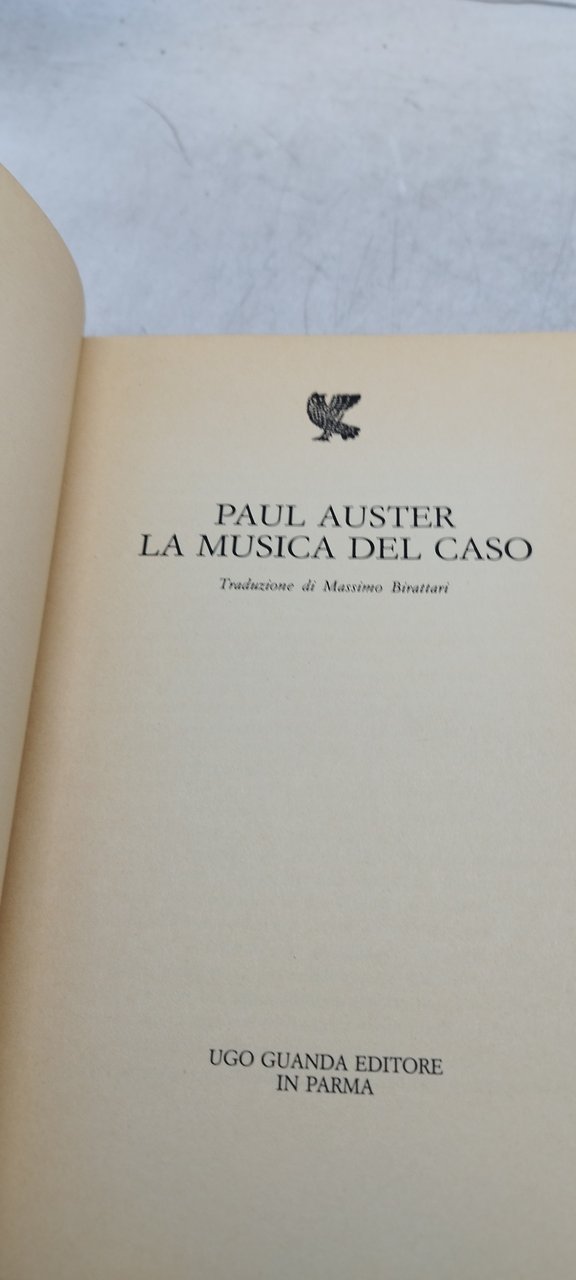 PAUL AUSTER
LA MUSICA DEL CASO
Traduzione di Massimo Birattari
UGO GUANDA EDITORE
IN PARMA